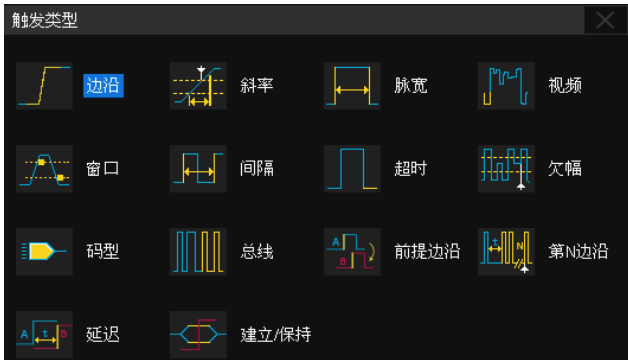 触发类型
边沿 斜率 脉宽 视频
窗口 间隔 超时 欠幅
码型 总线 A B 前提边沿 t N 第N边沿
A t B 延迟 建立/保持